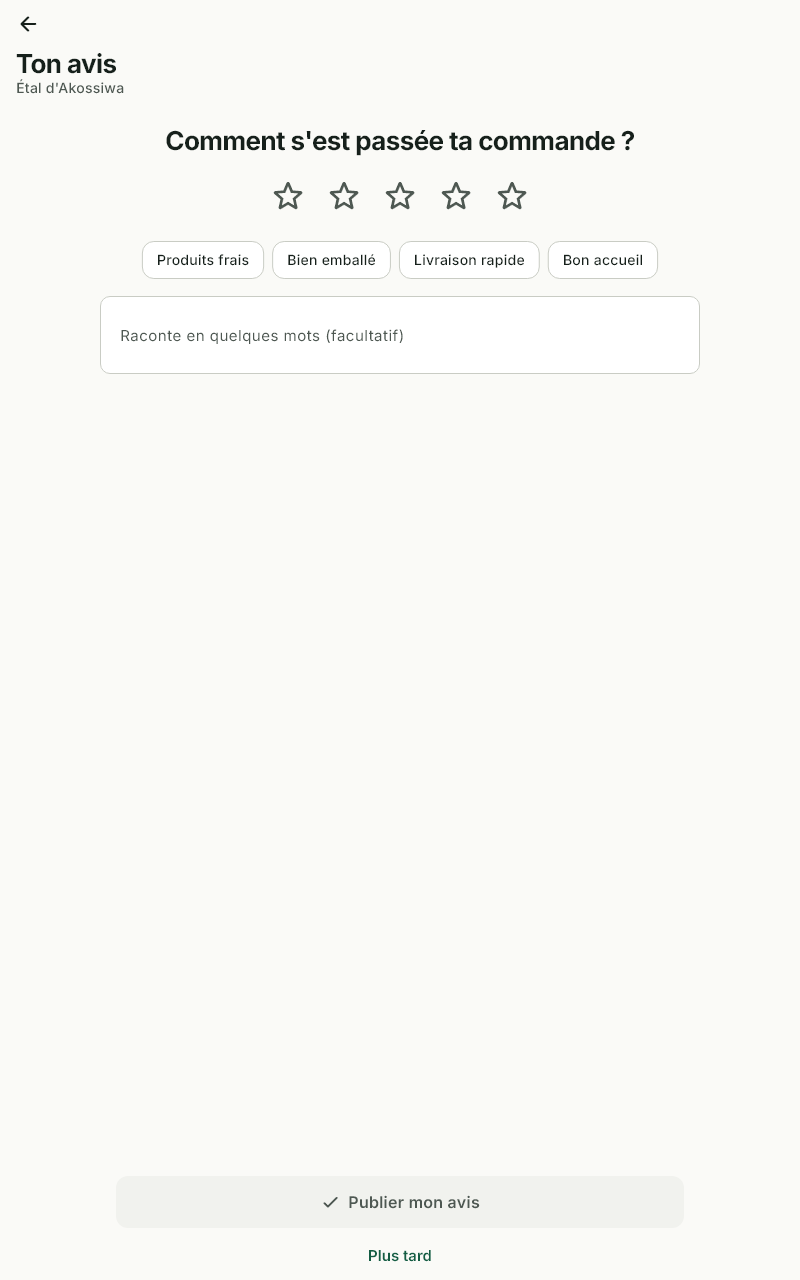 Ton avis
Étal d'Akossiwa
Comment s'est passée ta commande ?
Produits frais
Bien emballé
Livraison rapide
Bon accueil
Raconte en quelques mots (facultatif)
Publier mon avis
Plus tard